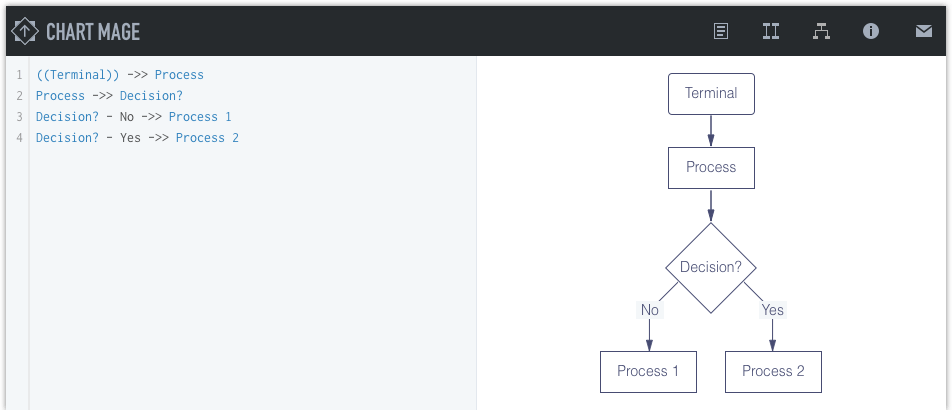 CHART MAGE
1 ((Terminal)) ->> Process
2 Process ->> Decision?
3 Decision? - No ->> Process 1
4 Decision? - Yes ->> Process 2
Terminal
Process
Decision?
No Yes
Process 1 Process 2